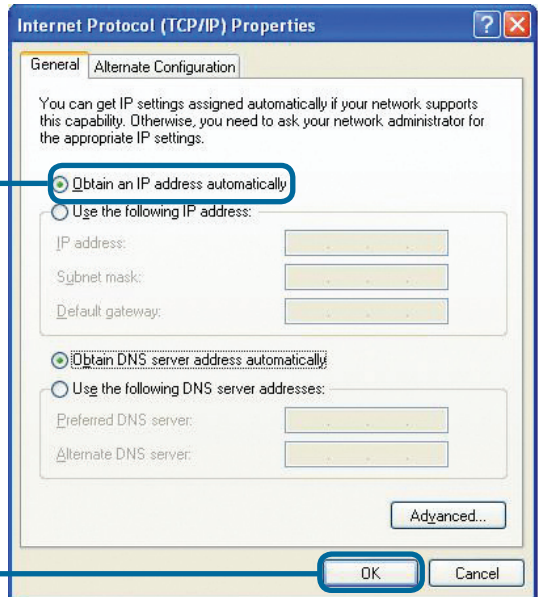 Internet Protocol (TCP/IP) Properties
General
Alternate Configuration
You can get IP settings assigned automatically if your network supports
this capability. Otherwise, you need to ask your network administrator for
the appropriate IP settings.
Obtain an IP address automatically
Use the following IP address:
IP address:
Subnet mask:
Default gateway:
Obtain DNS server address automatically
Use the following DNS server addresses:
Preferred DNS server:
Alternate DNS server:
Advanced...
OK
Cancel